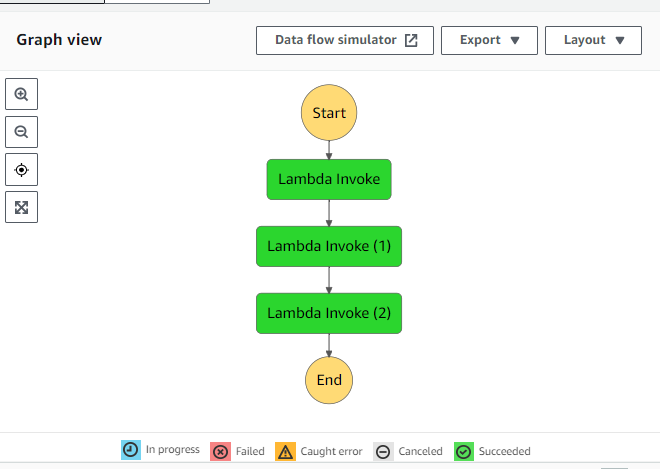 Graph view
Data flow simulator
Export
Layout
Start
Lambda Invoke
Lambda Invoke (1)
Lambda Invoke (2)
End
In progress
Failed
Caught error
Canceled
Succeeded